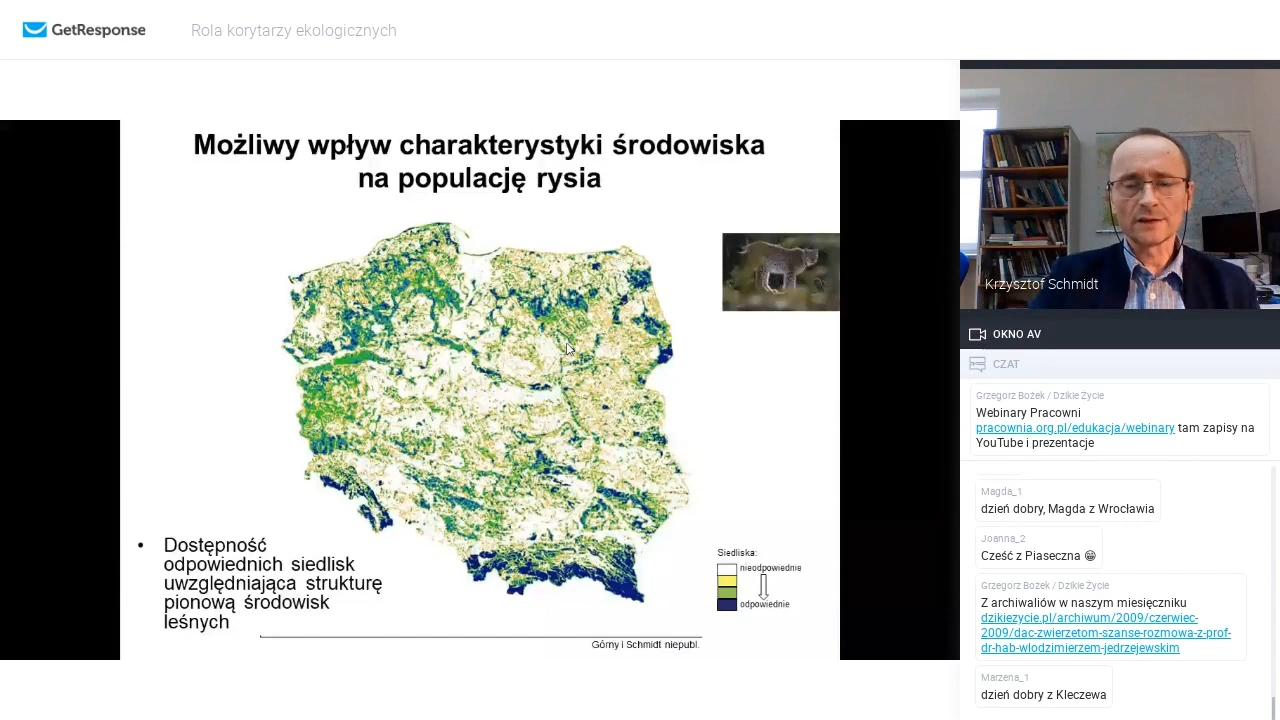 GetResponse
Rola korytarzy ekologicznych
Możliwy wpływ charakterystyki środowiska
na populację rysia
• Dostępność
odpowiednich siedlisk
uwzględniająca strukturę
pionową środowisk
leśnych
Siedliska:
nieodpowiednie
odpowiednie
Górny i Schmidt niepubl.
Krzysztof Schmidt
OKNO AV
CZAT
Grzegorz Bożek / Dzikie Życie
Webinary Pracowni
pracownia.org.pl/edukacja/webinary tam zapisy na
YouTube i prezentacje
Magda_1
dzień dobry, Magda z Wrocławia
Joanna_2
Cześć z Piaseczna 😁
Grzegorz Bożek / Dzikie Życie
Z archiwaliów w naszym miesięczniku
dzikiezycie.pl/archiwum/2009/czerwiec-
2009/dac-zwierzetom-szanse-rozmowa-z-prof-
dr-hab-wlodzimierzem-jedrzejewskim
Marzena_1
dzień dobry z Kleczewa